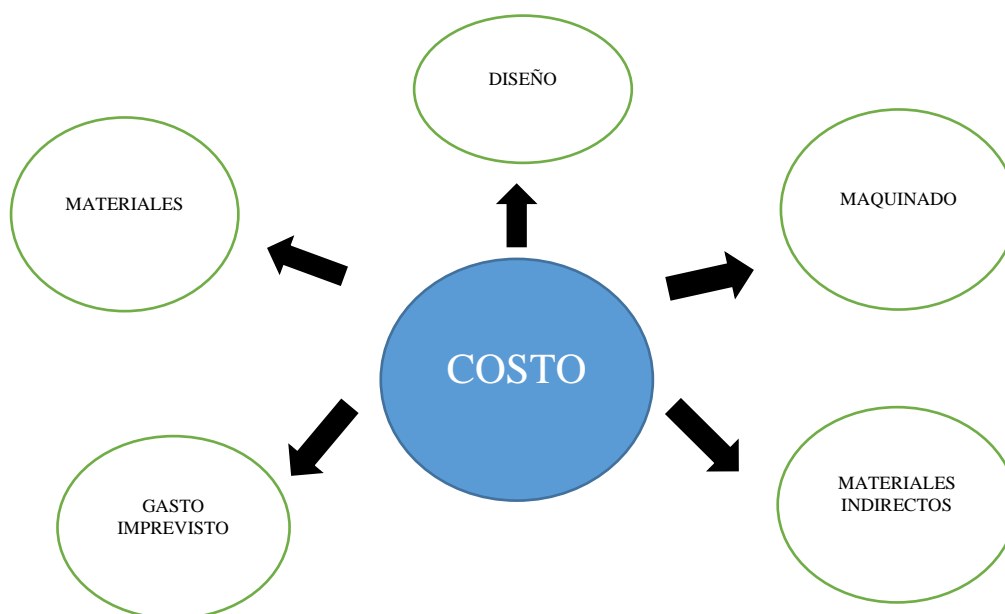 DISEÑO
MATERIALES
MAQUINADO
COSTO
GASTO
IMPREVISTO
MATERIALES
INDIRECTOS